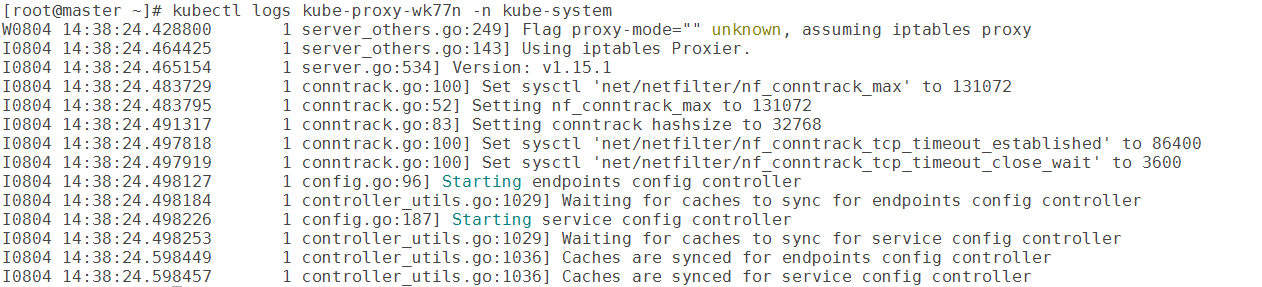 [root@master ~]# kubectl logs kube-proxy-wk77n -n kube-system
W0804 14:38:24.428800       1 server_others.go:249] Flag proxy-mode="" unknown, assuming iptables proxy
I0804 14:38:24.464425       1 server_others.go:143] Using iptables Proxier.
I0804 14:38:24.465154       1 server.go:534] Version: v1.15.1
I0804 14:38:24.483729       1 conntrack.go:100] Set sysctl 'net/netfilter/nf_conntrack_max' to 131072
I0804 14:38:24.483795       1 conntrack.go:52] Setting nf_conntrack_max to 131072
I0804 14:38:24.491317       1 conntrack.go:83] Setting conntrack hashsize to 32768
I0804 14:38:24.497818       1 conntrack.go:100] Set sysctl 'net/netfilter/nf_conntrack_tcp_timeout_established' to 86400
I0804 14:38:24.497919       1 conntrack.go:100] Set sysctl 'net/netfilter/nf_conntrack_tcp_timeout_close_wait' to 3600
I0804 14:38:24.498127       1 config.go:96] Starting endpoints config controller
I0804 14:38:24.498184       1 controller_utils.go:1029] Waiting for caches to sync for endpoints config controller
I0804 14:38:24.498226       1 config.go:187] Starting service config controller
I0804 14:38:24.498253       1 controller_utils.go:1029] Waiting for caches to sync for service config controller
I0804 14:38:24.598449       1 controller_utils.go:1036] Caches are synced for endpoints config controller
I0804 14:38:24.598457       1 controller_utils.go:1036] Caches are synced for service config controller